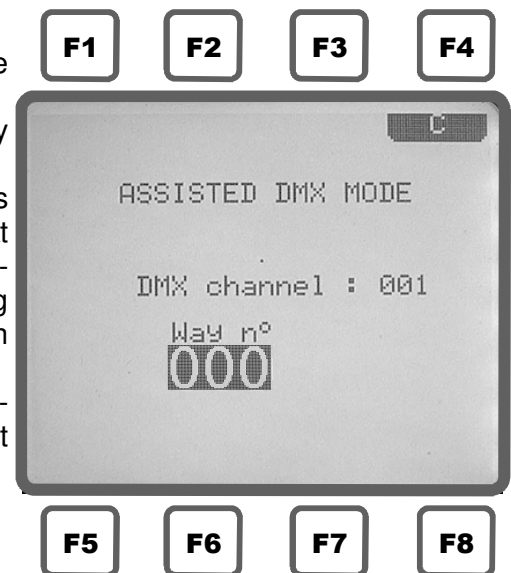 F1 F2 F3 F4
e
C
y
ASSISTED DMX MODE
s
t
-
DMX channel : 001
g
n
Way n°
000
-
t
F5 F6 F7 F8